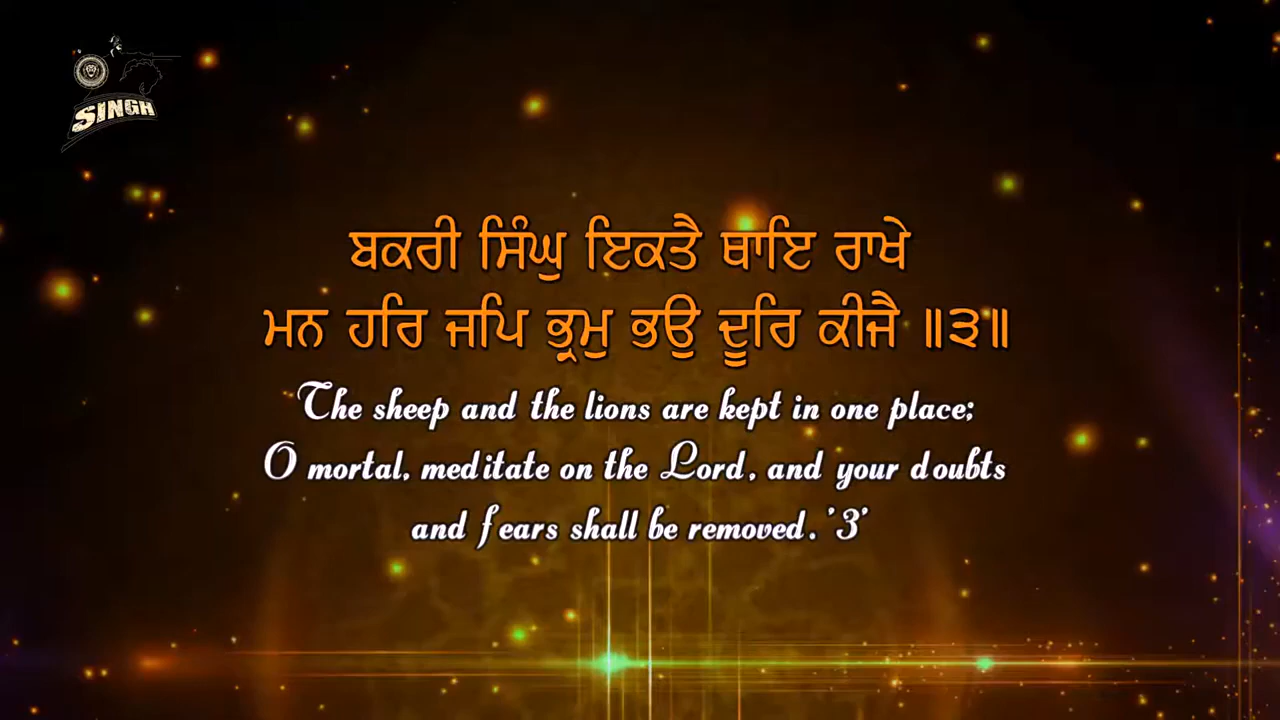 SINGH
ਬਕਰੀ ਸਿੰਘੁ ਇਕਤੈ ਥਾਇ ਰਾਖੇ
ਮਨ ਹਰਿ ਜਪਿ ਭ੍ਰਮੁ ਭਉ ਦੂਰਿ ਕੀਜੈ ॥੩॥
The sheep and the lions are kept in one place;
O mortal, meditate on the Lord, and your doubts
and fears shall be removed. '3'